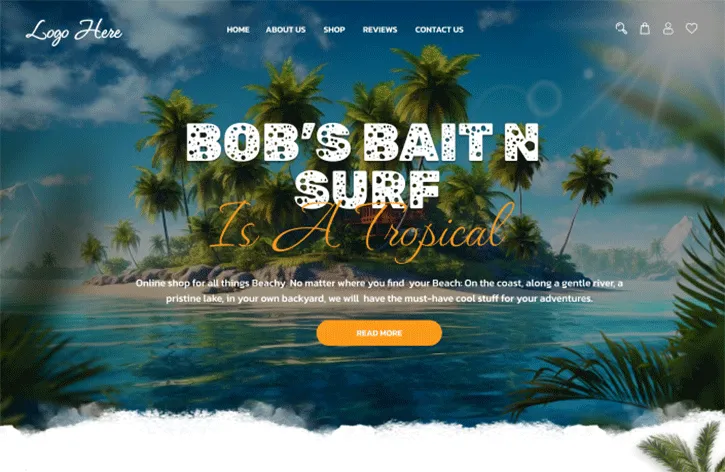 Logo Here
HOME ABOUT US SHOP REVIEWS CONTACT US
BOB'S BAIT N
SURF
Is A Tropical
Online shop for all things Beachy No matter where you find your Beach: On the coast, along a gentle river, a
pristine lake, in your own backyard, we will have the must-have cool stuff for your adventures.
READ MORE